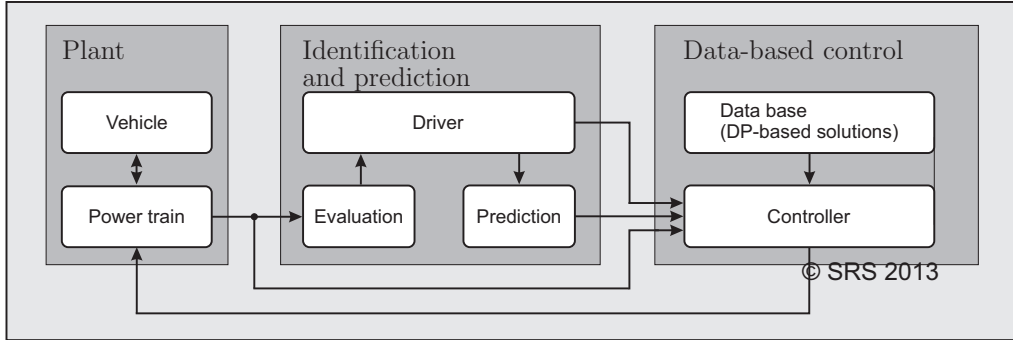 Plant
Vehicle
Power train
Identification
and prediction
Driver
Evaluation
Prediction
Data-based control
Data base
(DP-based solutions)
Controller
© SRS 2013